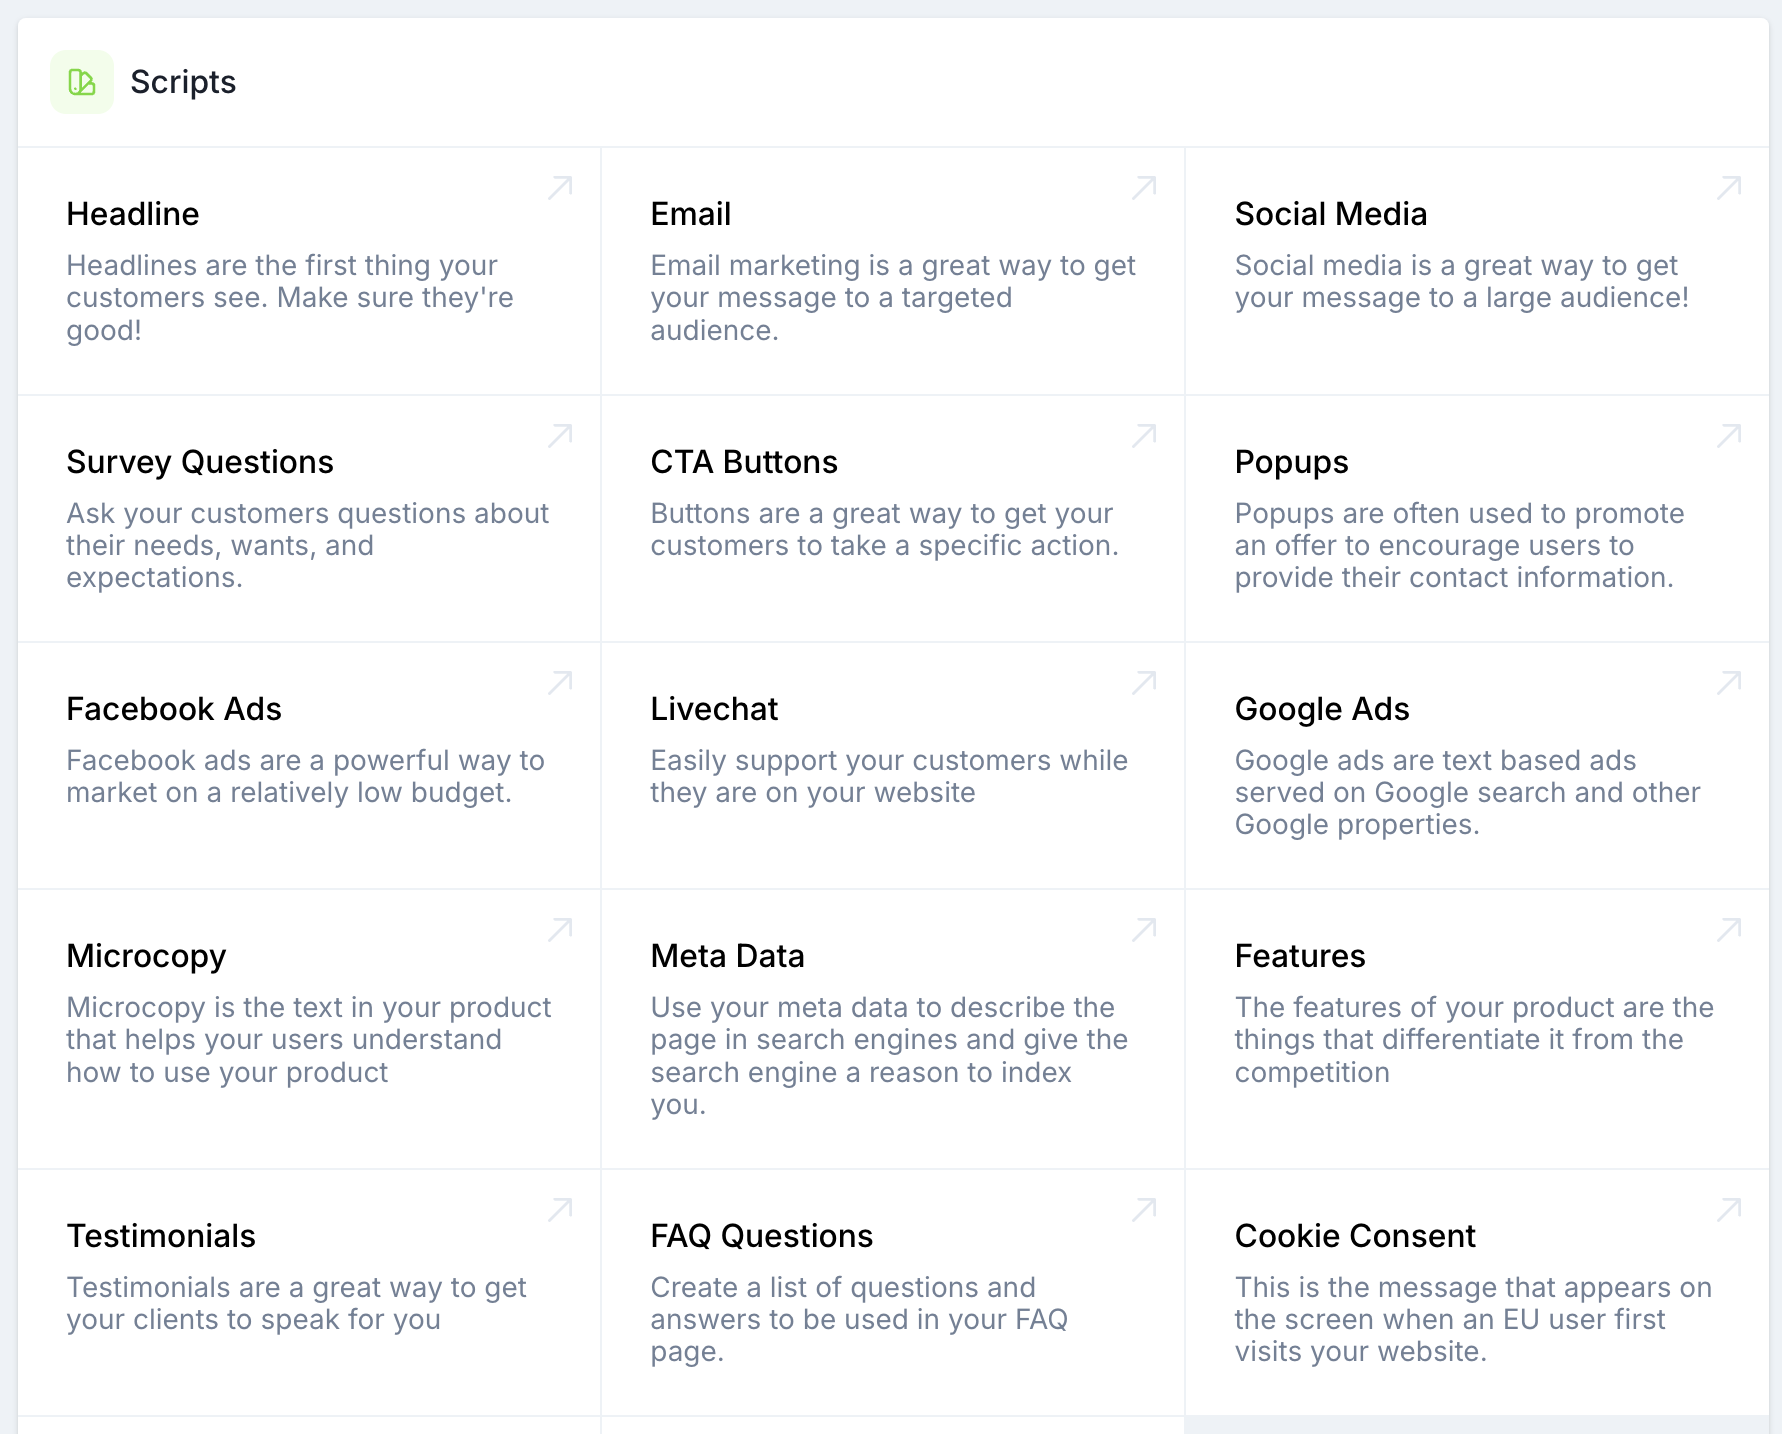 Scripts
Headline
Headlines are the first thing your
customers see. Make sure they're
good!
Email
Email marketing is a great way to get
your message to a targeted
audience.
Social Media
Social media is a great way to get
your message to a large audience!
Survey Questions
Ask your customers questions about
their needs, wants, and
expectations.
CTA Buttons
Buttons are a great way to get your
customers to take a specific action.
Popups
Popups are often used to promote
an offer to encourage users to
provide their contact information.
Facebook Ads
Facebook ads are a powerful way to
market on a relatively low budget.
Livechat
Easily support your customers while
they are on your website
Google Ads
Google ads are text based ads
served on Google search and other
Google properties.
Microcopy
Microcopy is the text in your product
that helps your users understand
how to use your product
Meta Data
Use your meta data to describe the
page in search engines and give the
search engine a reason to index
you.
Features
The features of your product are the
things that differentiate it from the
competition
Testimonials
Testimonials are a great way to get
your clients to speak for you
FAQ Questions
Create a list of questions and
answers to be used in your FAQ
page.
Cookie Consent
This is the message that appears on
the screen when an EU user first
visits your website.